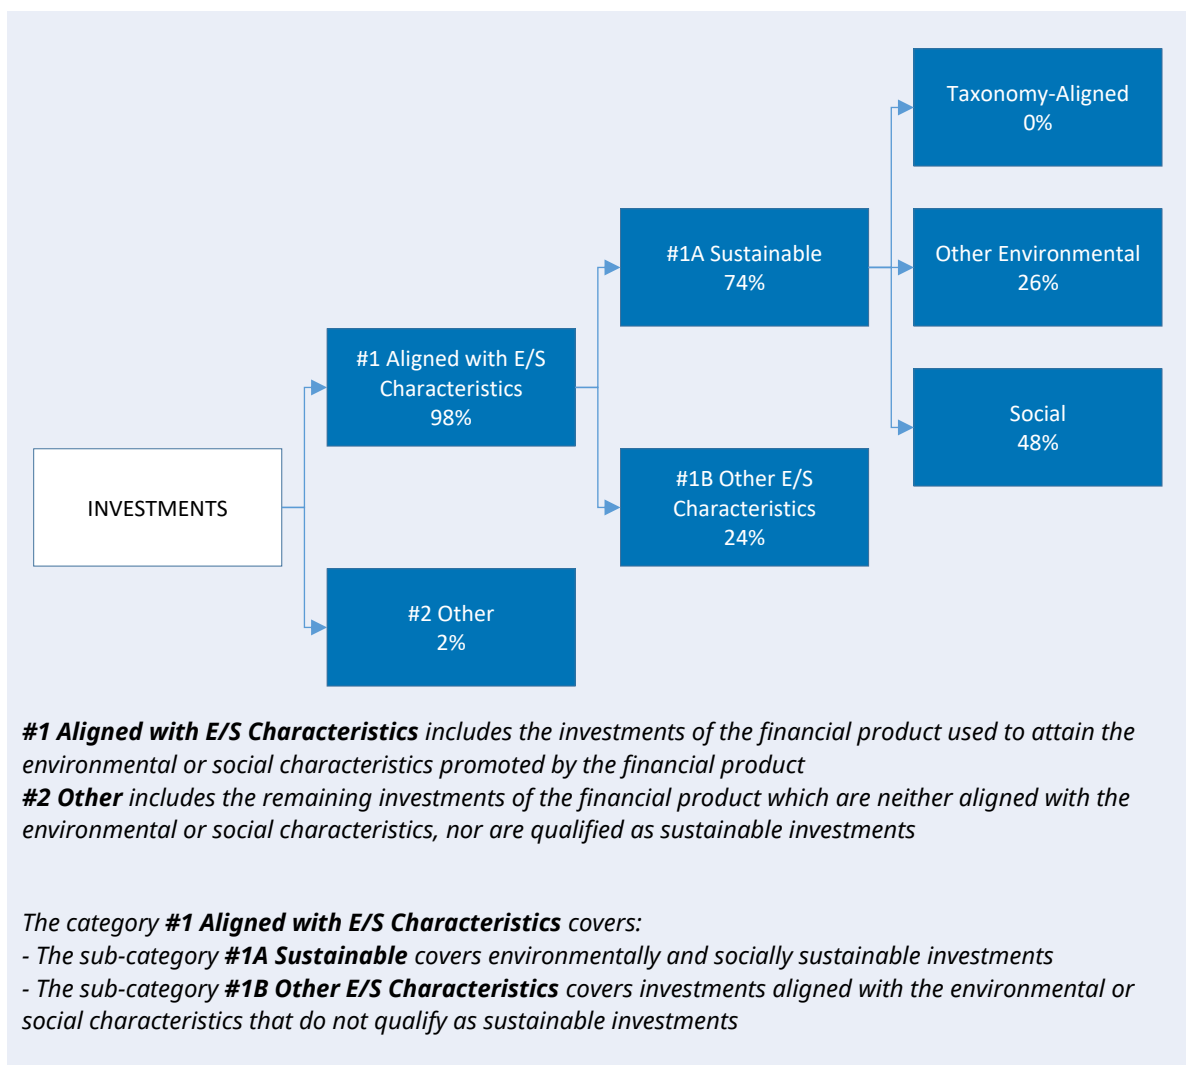 Taxonomy-Aligned
0%
#1A Sustainable
74%
Other Environmental
26%
#1 Aligned with E/S
Characteristics
98%
Social
48%
INVESTMENTS
#1B Other E/S
Characteristics
24%
#2 Other
2%
#1 Aligned with E/S Characteristics includes the investments of the financial product used to attain the
environmental or social characteristics promoted by the financial product
#2 Other includes the remaining investments of the financial product which are neither aligned with the
environmental or social characteristics, nor are qualified as sustainable investments
The category #1 Aligned with E/S Characteristics covers:
- The sub-category #1A Sustainable covers environmentally and socially sustainable investments
- The sub-category #1B Other E/S Characteristics covers investments aligned with the environmental or
social characteristics that do not qualify as sustainable investments